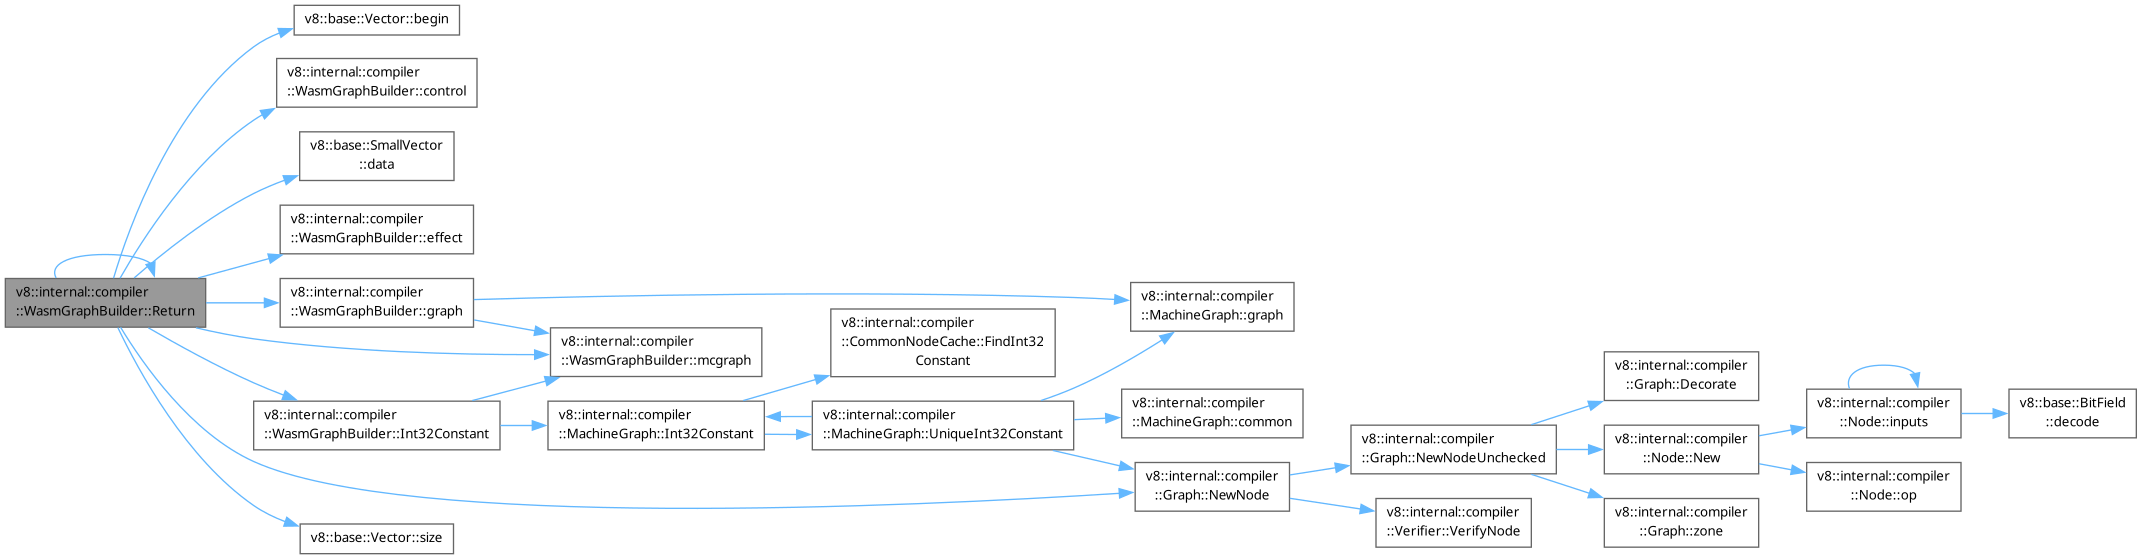 v8::base::Vector::begin
v8::internal::compiler
::WasmGraphBuilder::control
v8::base::SmallVector
::data
v8::internal::compiler
::WasmGraphBuilder::effect
v8::internal::compiler
::WasmGraphBuilder::Return
v8::internal::compiler
::WasmGraphBuilder::graph
v8::internal::compiler
::WasmGraphBuilder::mcgraph
v8::internal::compiler
::WasmGraphBuilder::Int32Constant
v8::base::Vector::size
v8::internal::compiler
::MachineGraph::Int32Constant
v8::internal::compiler
::CommonNodeCache::FindInt32
Constant
v8::internal::compiler
::MachineGraph::UniqueInt32Constant
v8::internal::compiler
::MachineGraph::graph
v8::internal::compiler
::MachineGraph::common
v8::internal::compiler
::Graph::NewNode
v8::internal::compiler
::Graph::NewNodeUnchecked
v8::internal::compiler
::Verifier::VerifyNode
v8::internal::compiler
::Graph::Decorate
v8::internal::compiler
::Node::New
v8::internal::compiler
::Graph::zone
v8::internal::compiler
::Node::inputs
v8::internal::compiler
::Node::op
v8::base::BitField
::decode